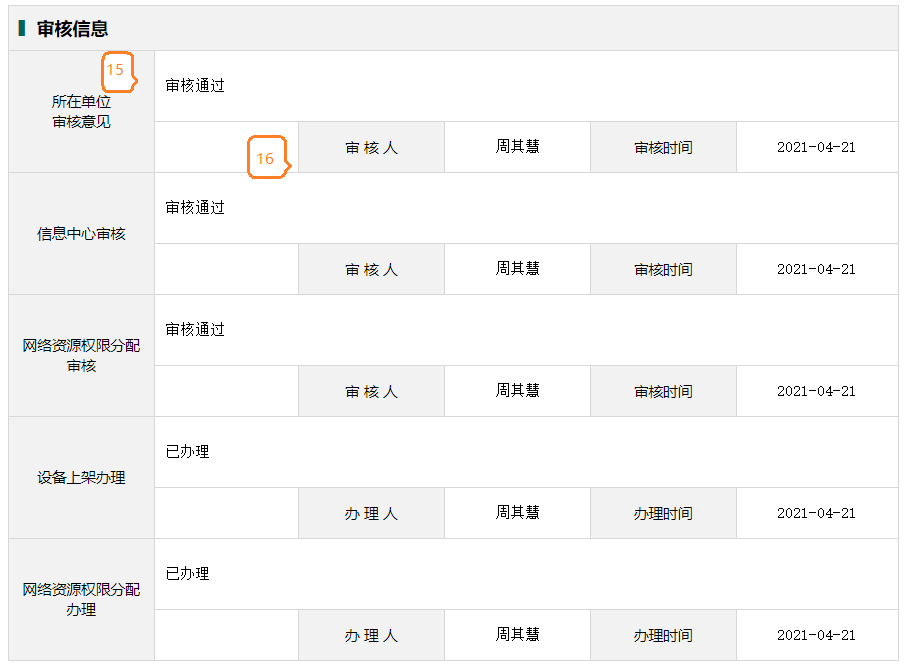 审核信息
15
所在单位
审核意见
审核通过
16
审 核 人 周其慧 审核时间 2021-04-21
信息中心审核
审核通过
审 核 人 周其慧 审核时间 2021-04-21
网络资源权限分配
审核
审核通过
审 核 人 周其慧 审核时间 2021-04-21
设备上架办理
已办理
办 理 人 周其慧 办理时间 2021-04-21
网络资源权限分配
办理
已办理
办 理 人 周其慧 办理时间 2021-04-21